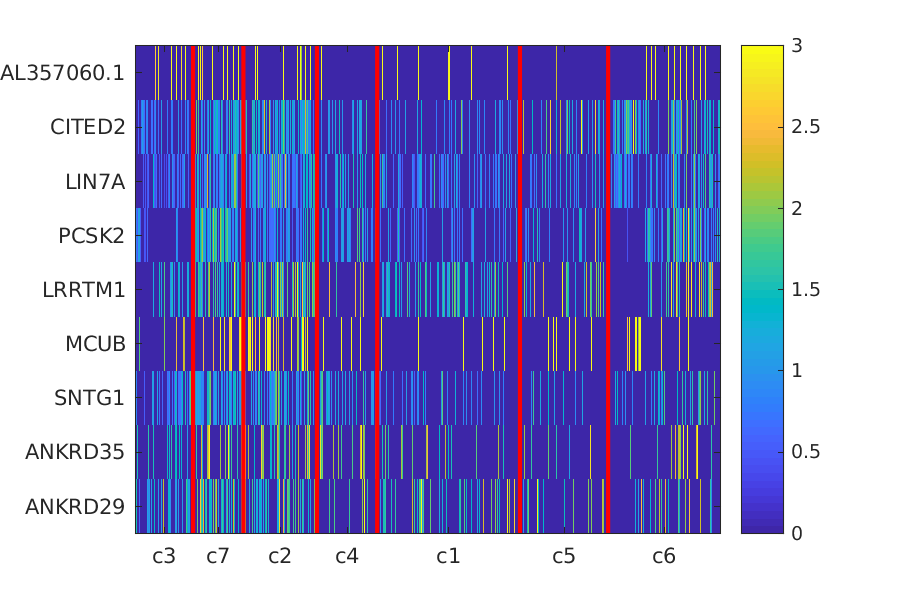 AL357060.1
CITED2
LIN7A
PCSK2
LRRTM1
MCUB
SNTG1
ANKRD35
ANKRD29
c3 c7 c2 c4 c1 c5 c6
3
2.5
2
1.5
1
0.5
0